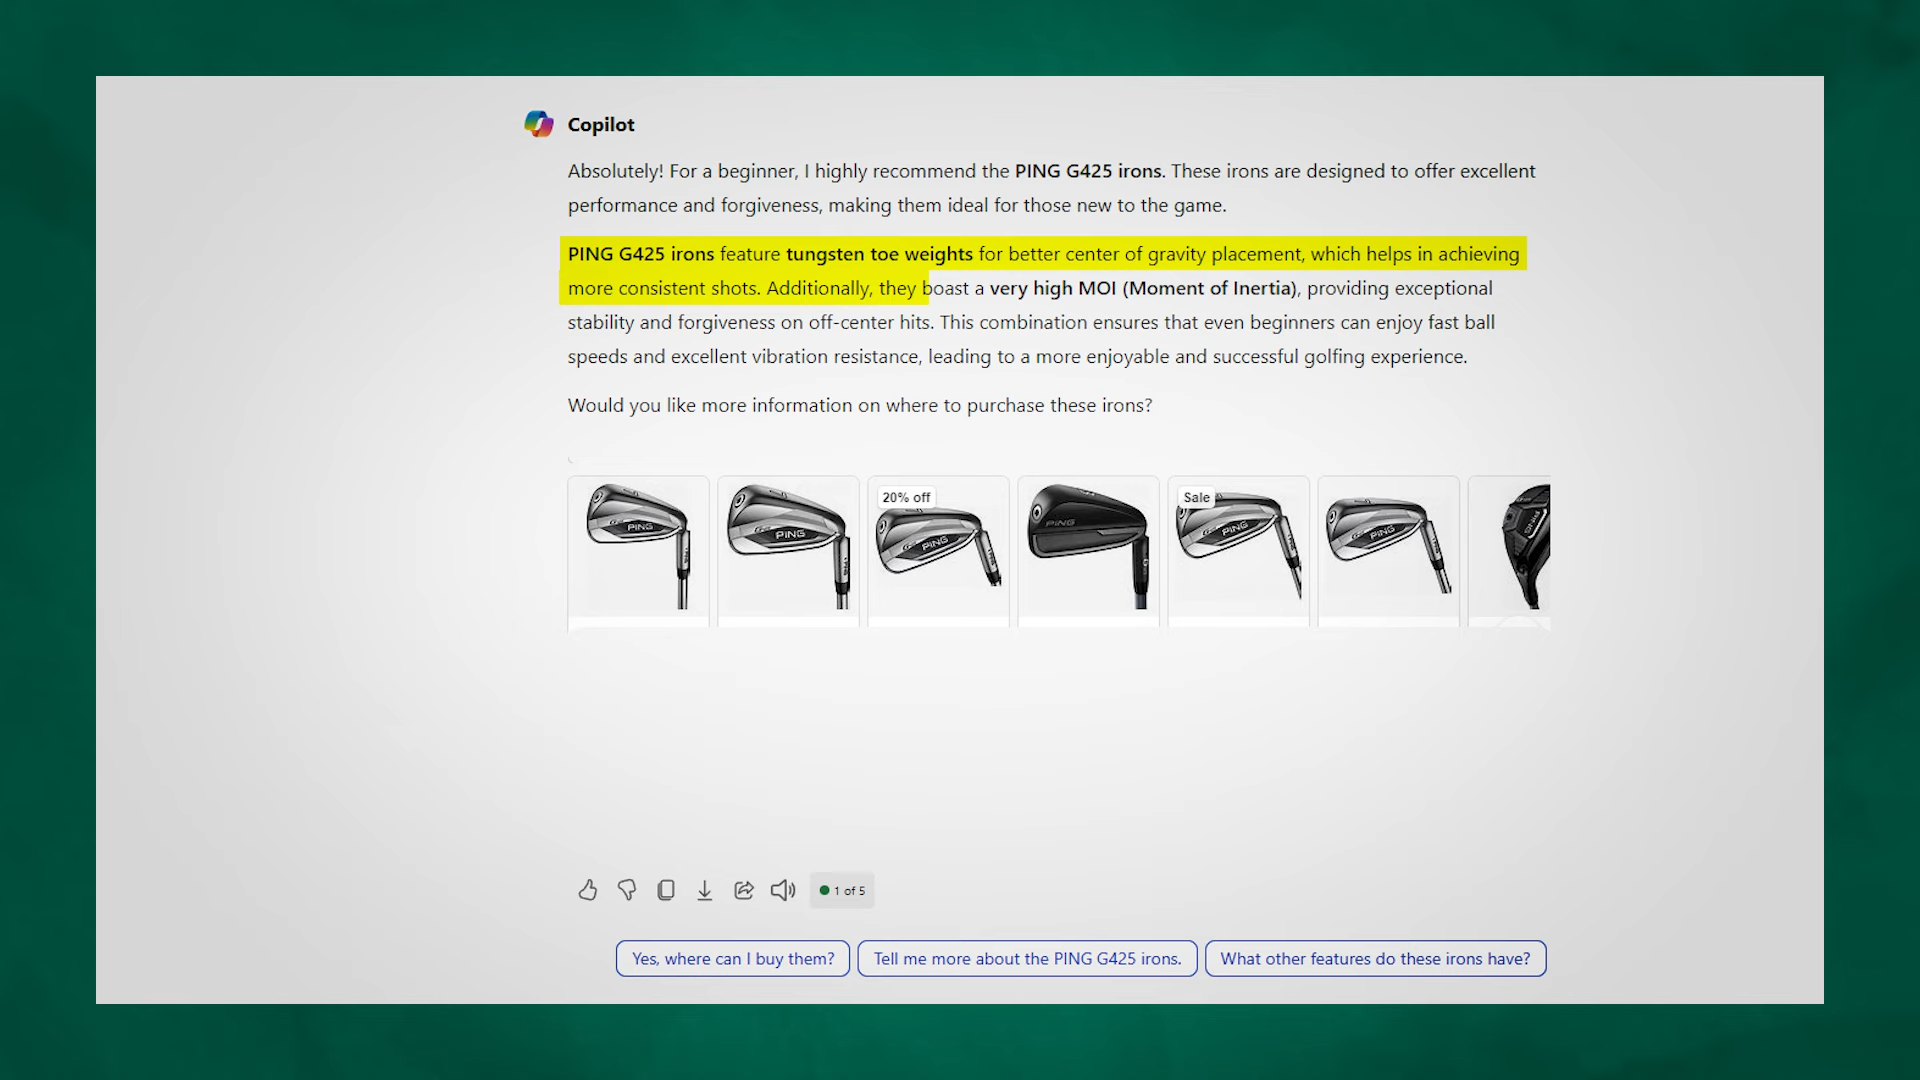 Copilot
Absolutely! For a beginner, I highly recommend the PING G425 irons. These irons are designed to offer excellent
performance and forgiveness, making them ideal for those new to the game.
PING G425 irons feature tungsten toe weights for better center of gravity placement, which helps in achieving
more consistent shots. Additionally, they boast a very high MOI (Moment of Inertia), providing exceptional
stability and forgiveness on off-center hits. This combination ensures that even beginners can enjoy fast ball
speeds and excellent vibration resistance, leading to a more enjoyable and successful golfing experience.
Would you like more information on where to purchase these irons?
20% off
Sale
PING
PING
PING
PING
PING
PING
1 of 5
Yes, where can I buy them?
Tell me more about the PING G425 irons.
What other features do these irons have?